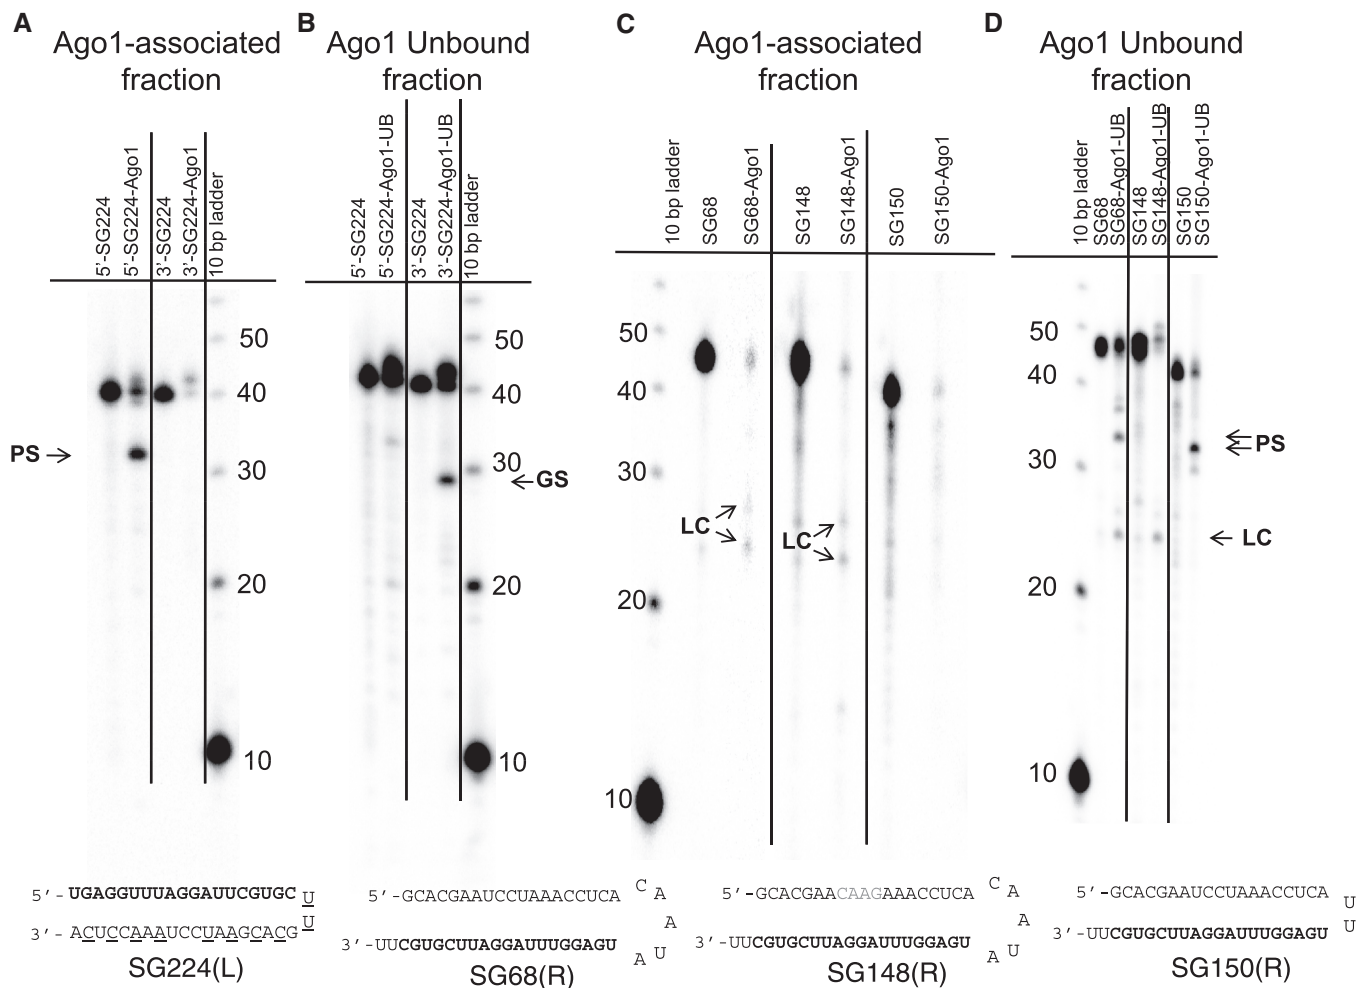 A
Ago1-associated
fraction
5'-SG224
5'-SG224-Ago1
3'-SG224
3'-SG224-Ago1
10 bp ladder
50
40
PS →
30
20
10
5'-UGAGGUUUAGGAUUCGUGC
U
U
3'-ACUCCAAAUCCUAAGCACG
SG224(L)
B
Ago1 Unbound
fraction
5'-SG224
5'-SG224-Ago1-UB
3'-SG224
3'-SG224-Ago1-UB
10 bp ladder
50
40
30
←GS
20
10
5'-GCACGAAUCCUAAACCUCA
C A
A
U
A
3'-UUCGUGCUUAGGAUUUGGAGU
SG68(R)
C
Ago1-associated
fraction
10 bp ladder
SG68
SG68-Ago1
SG148
SG148-Ago1
SG150
SG150-Ago1
50
40
30
LC
LC
20
10
5'-GCACGAACAAGAAACCUCA
C A
A
U
A
3'-UUCGUGCUUAGGAUUUGGAGU
SG148(R)
D
Ago1 Unbound
fraction
10 bp ladder
SG68
SG68-Ago1-UB
SG148
SG148-Ago1-UB
SG150
SG150-Ago1-UB
50
40
PS
30
← LC
20
10
5'-GCACGAAUCCUAAACCUCA
U
U
3'-UUCGUGCUUAGGAUUUGGAGU
SG150(R)